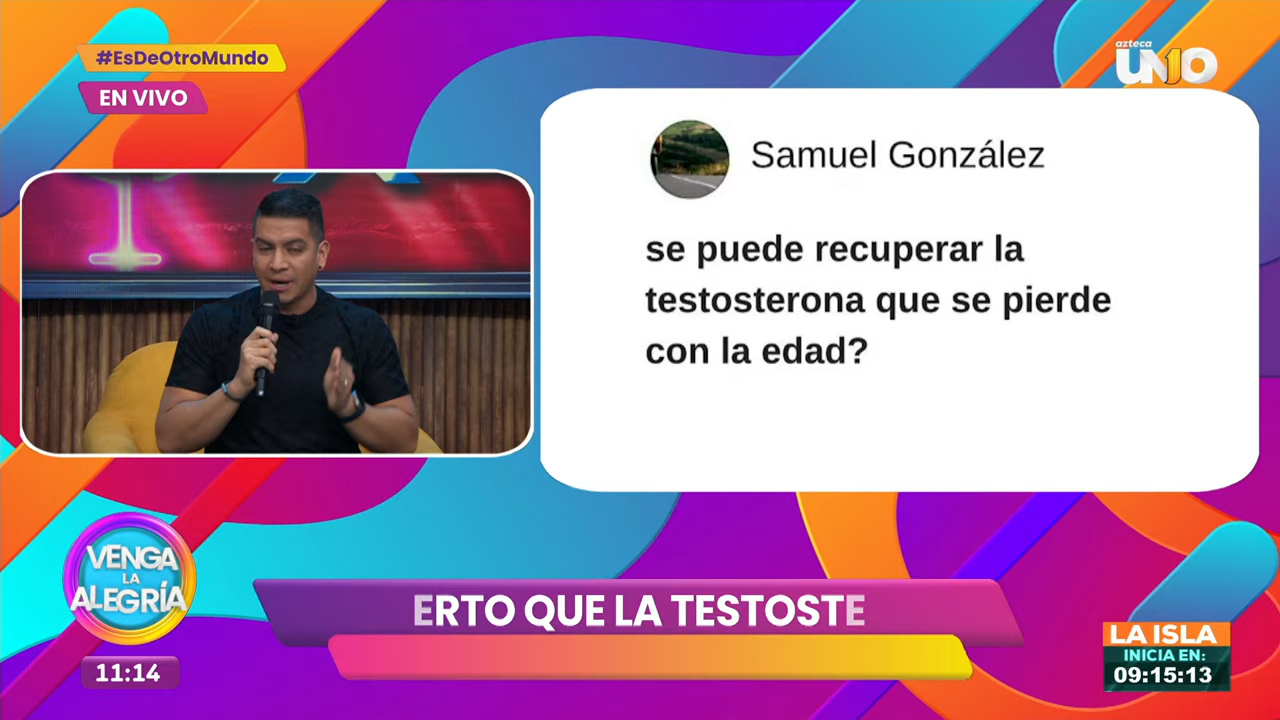 #EsDeOtroMundo
EN VIVO
azteca
UNO
Samuel González
se puede recuperar la
testosterona que se pierde
con la edad?
VENGA
LA
ALEGRÍA
ERTO QUE LA TESTOSTE
11:14
LA ISLA
INICIA EN:
09:15:13